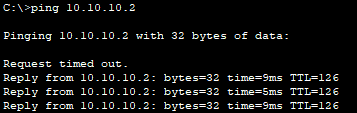 C:\>ping 10.10.10.2
Pinging 10.10.10.2 with 32 bytes of data:
Request timed out.
Reply from 10.10.10.2: bytes=32 time=9ms TTL=126
Reply from 10.10.10.2: bytes=32 time=5ms TTL=126
Reply from 10.10.10.2: bytes=32 time=9ms TTL=126